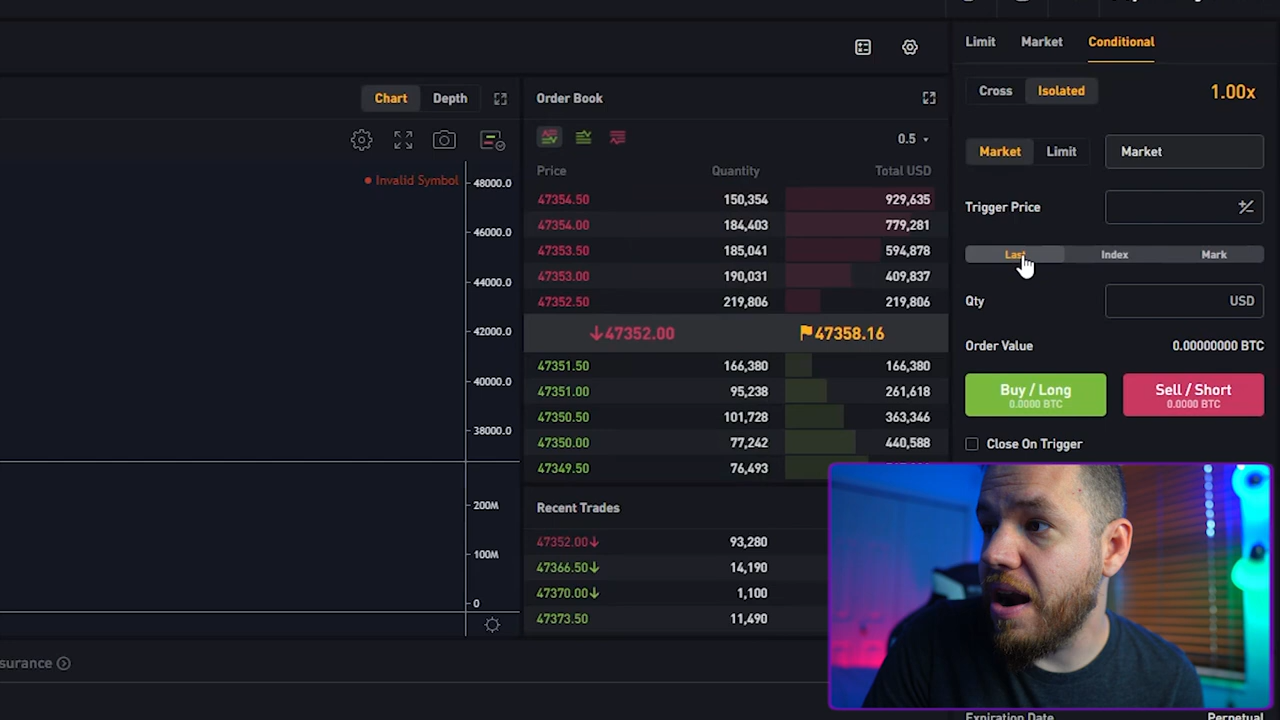 Limit Market Conditional
Cross Isolated 1.00x
Chart Depth
Order Book
0.5
Market Limit Market
Invalid Symbol
Price Quantity Total USD
48000.0
46000.0
44000.0
42000.0
40000.0
38000.0
200M
100M
0
47354.50 150,354 929,635
47354.00 184,403 779,281
47353.50 185,041 594,878
47353.00 190,031 409,837
47352.50 219,806 219,806
47352.00 47358.16
47351.50 166,380 166,380
47351.00 95,238 261,618
47350.50 101,728 363,346
47350.00 77,242 440,588
47349.50 76,493
Recent Trades
47352.00 93,280
47366.50 14,190
47370.00 1,100
47373.50 11,490
Trigger Price
Last Index Mark
Qty USD
Order Value 0.00000000 BTC
Buy / Long
0.0000 BTC
Sell / Short
0.0000 BTC
Close On Trigger
surance
Expiration Date Perpetual